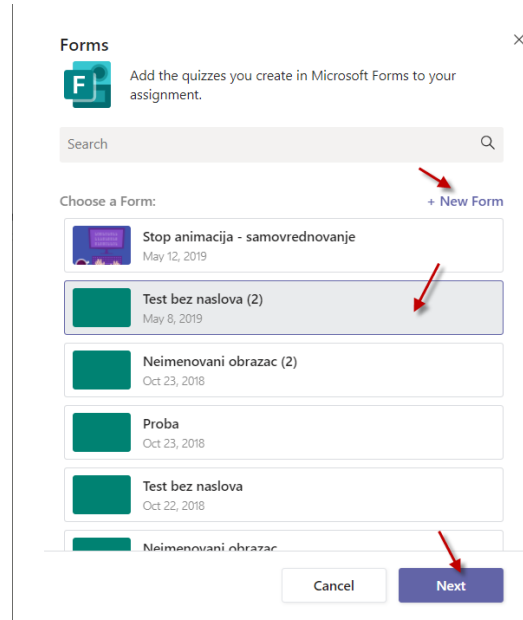 Forms
F
Add the quizzes you create in Microsoft Forms to your
assignment.
Search
Choose a Form:
+ New Form
Stop animacija - samovrednovanje
May 12, 2019
Test bez naslova (2)
May 8, 2019
Neimenovani obrazac (2)
Oct 23, 2018
Proba
Oct 23, 2018
Test bez naslova
Oct 22, 2018
Neimenovani obrazac
Cancel
Next